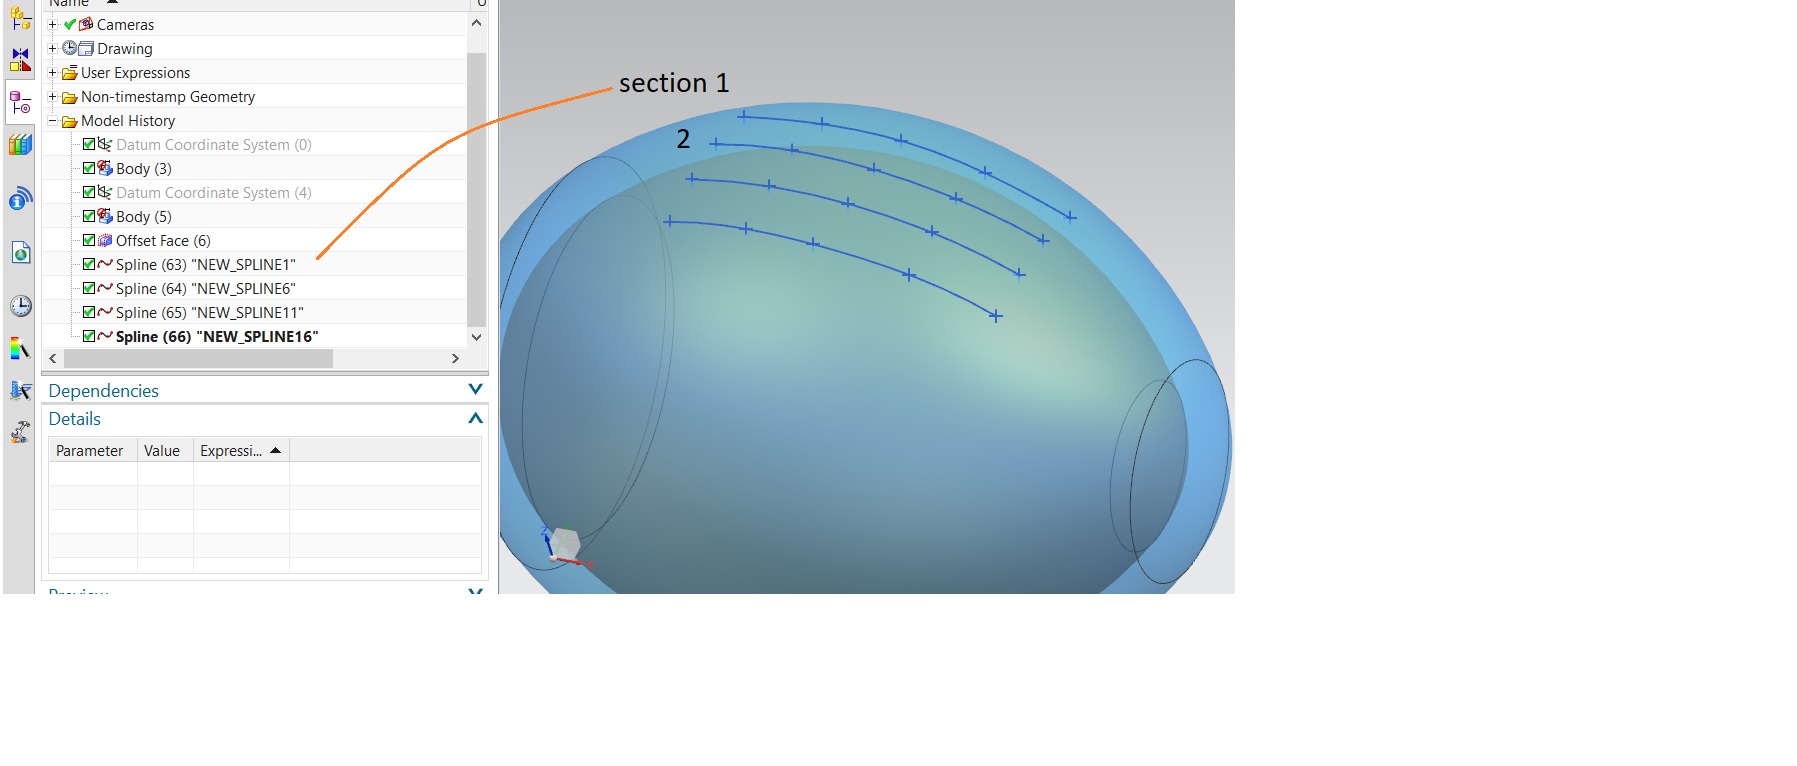 Name
Cameras
Drawing
User Expressions
Non-timestamp Geometry
Model History
Datum Coordinate System (0)
Body (3)
Datum Coordinate System (4)
Body (5)
Offset Face (6)
Spline (63) "NEW_SPLINE1"
Spline (64) "NEW_SPLINE6"
Spline (65) "NEW_SPLINE11"
Spline (66) "NEW_SPLINE16"
Dependencies
Details
Parameter Value Expressi...
section 1
2
Z